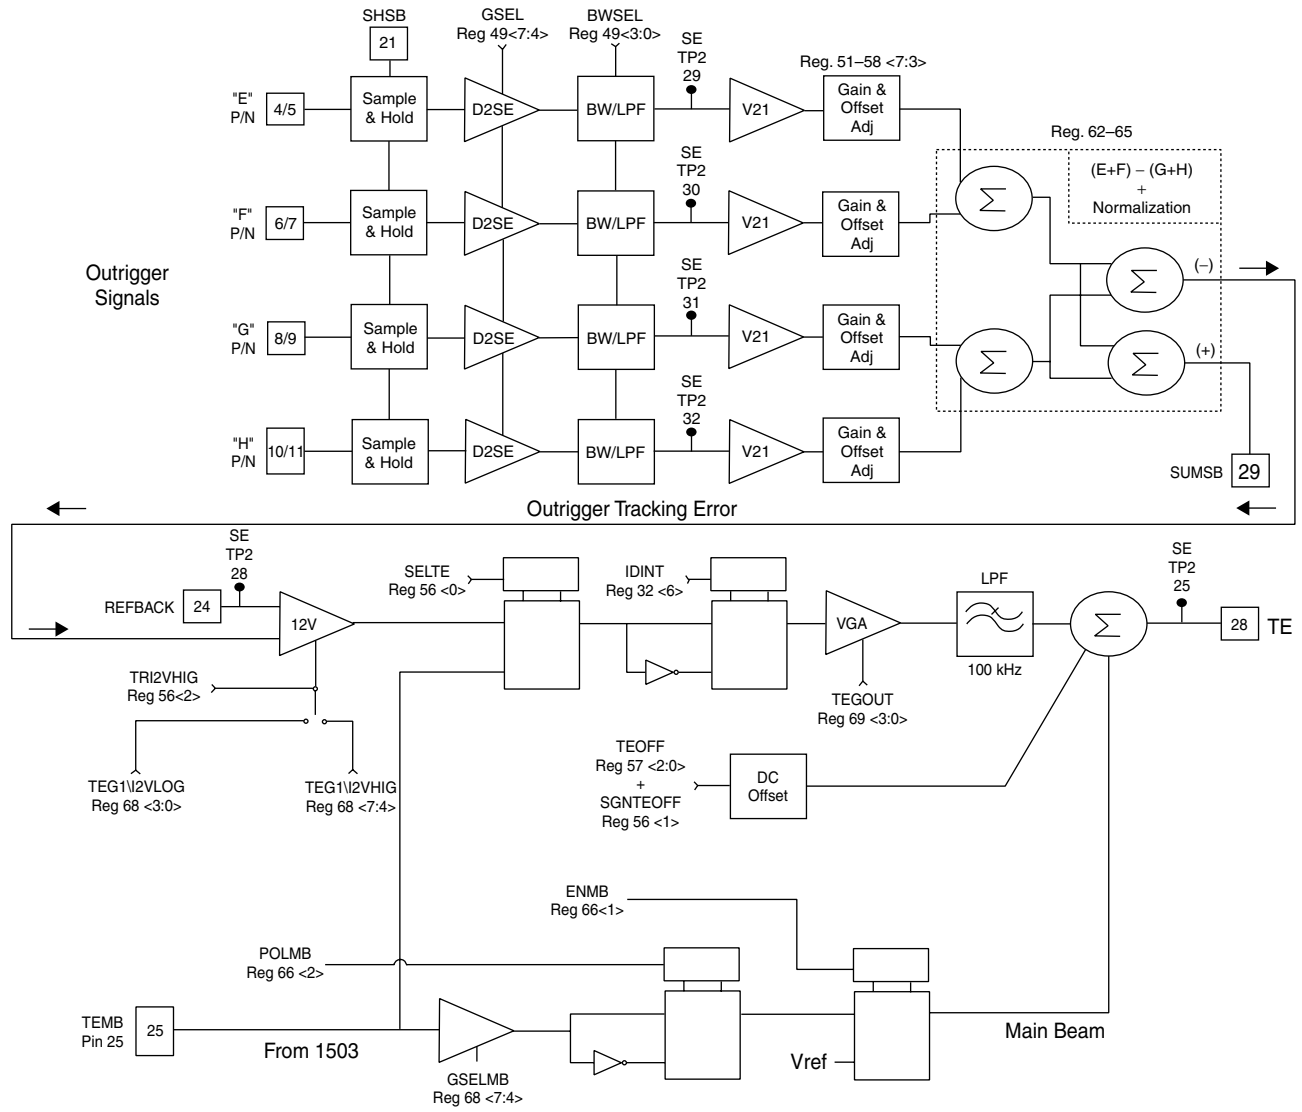 SHSB
21
GSEL
Reg 49<7:4>
BWSEL
Reg 49<3:0>
SE
TP2
29
Reg. 51–58 <7:3>
"E"
P/N
4/5
Sample
& Hold
D2SE
BW/LPF
V21
Gain &
Offset
Adj
Reg. 62–65
(E+F) – (G+H)
+
Normalization
SE
TP2
30
"F"
P/N
6/7
Sample
& Hold
D2SE
BW/LPF
V21
Gain &
Offset
Adj
Σ
Outrigger
Signals
SE
TP2
31
Σ
(–)
"G"
P/N
8/9
Sample
& Hold
D2SE
BW/LPF
V21
Gain &
Offset
Adj
Σ
Σ
(+)
SE
TP2
32
"H"
P/N
10/11
Sample
& Hold
D2SE
BW/LPF
V21
Gain &
Offset
Adj
SUMSB
29
Outrigger Tracking Error
SE
TP2
28
REFBACK
24
12V
SELTE
Reg 56 <0>
IDINT
Reg 32 <6>
VGA
LPF
100 kHz
Σ
SE
TP2
25
28
TE
TRI2VHIG
Reg 56<2>
TEGOUT
Reg 69 <3:0>
TEG1\I2VLOG
Reg 68 <3:0>
TEG1\I2VHIG
Reg 68 <7:4>
TEOFF
Reg 57 <2:0>
+
SGNTEOFF
Reg 56 <1>
DC
Offset
ENMB
Reg 66<1>
POLMB
Reg 66 <2>
TEMB
Pin 25
25
From 1503
GSELMB
Reg 68 <7:4>
Vref
Main Beam